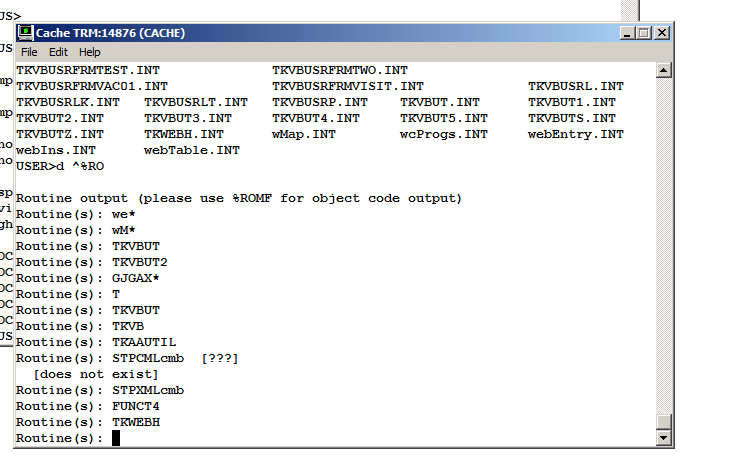 US>
Cache TRM:14876 (CACHE)
File Edit Help
TKVBUSRFRMTEST.INT TKVBUSRFRMTWO.INT
TKVBUSRFRMVAC01.INT TKVBUSRFRMVISIT.INT TKVBUSRL.INT
TKVBUSRLK.INT TKVBUSRLT.INT TKVBUSRP.INT TKVBUT.INT TKVBUT1.INT
TKVBUT2.INT TKVBUT3.INT TKVBUT4.INT TKVBUT5.INT TKVBUTS.INT
TKVBUTZ.INT TKWEBH.INT wMap.INT wcProgs.INT webEntry.INT
webIns.INT webTable.INT
USER>d ^%RO
Routine output (please use %ROMF for object code output)
Routine(s): we*
Routine(s): wM*
Routine(s): TKVBUT
Routine(s): TKVBUT2
Routine(s): GJGAX*
Routine(s): T
Routine(s): TKVBUT
Routine(s): TKVB
Routine(s): TKAAUTIL
Routine(s): STPCMLcmb [???]
[does not exist]
Routine(s): STPXMLcmb
Routine(s): FUNCT4
Routine(s): TKWEBH
Routine(s):